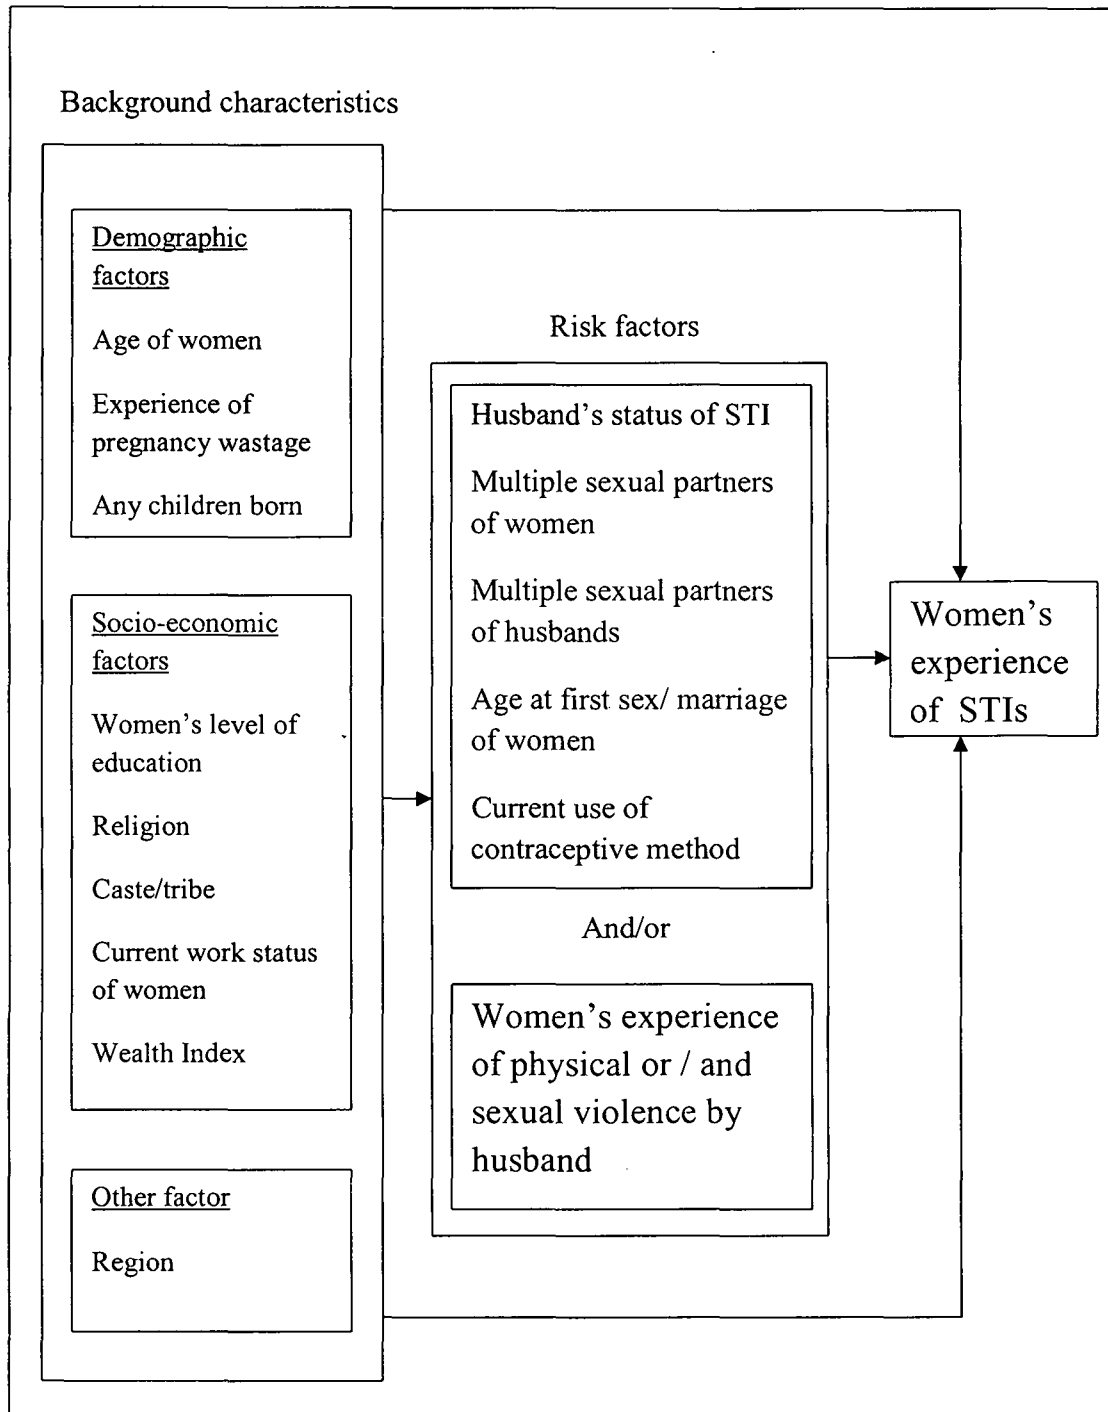 Background characteristics
Demographic
factors
Age of women
Experience of
pregnancy wastage
Any children born
Socio-economic
factors
Women's level of
education
Religion
Caste/tribe
Current work status
of women
Wealth Index
Other factor
Region
Risk factors
Husband's status of STI
Multiple sexual partners
of women
Multiple sexual partners
of husbands
Age at first sex/ marriage
of women
Current use of
contraceptive method
And/or
Women's experience
of physical or / and
sexual violence by
husband
Women's
experience
of STIs